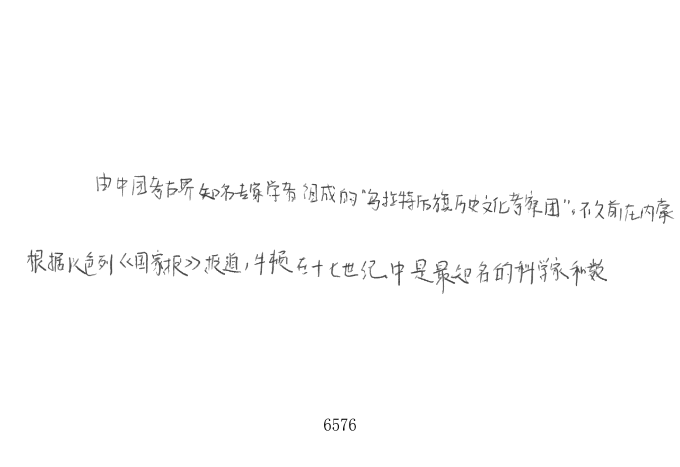 由中国考古界知名专家学者组成的“乌拉特后旗历史文化考察团”。不久前在内蒙
根据以色列《国家报》报道，牛顿在十七世纪中是最知名的科学家和数
6576